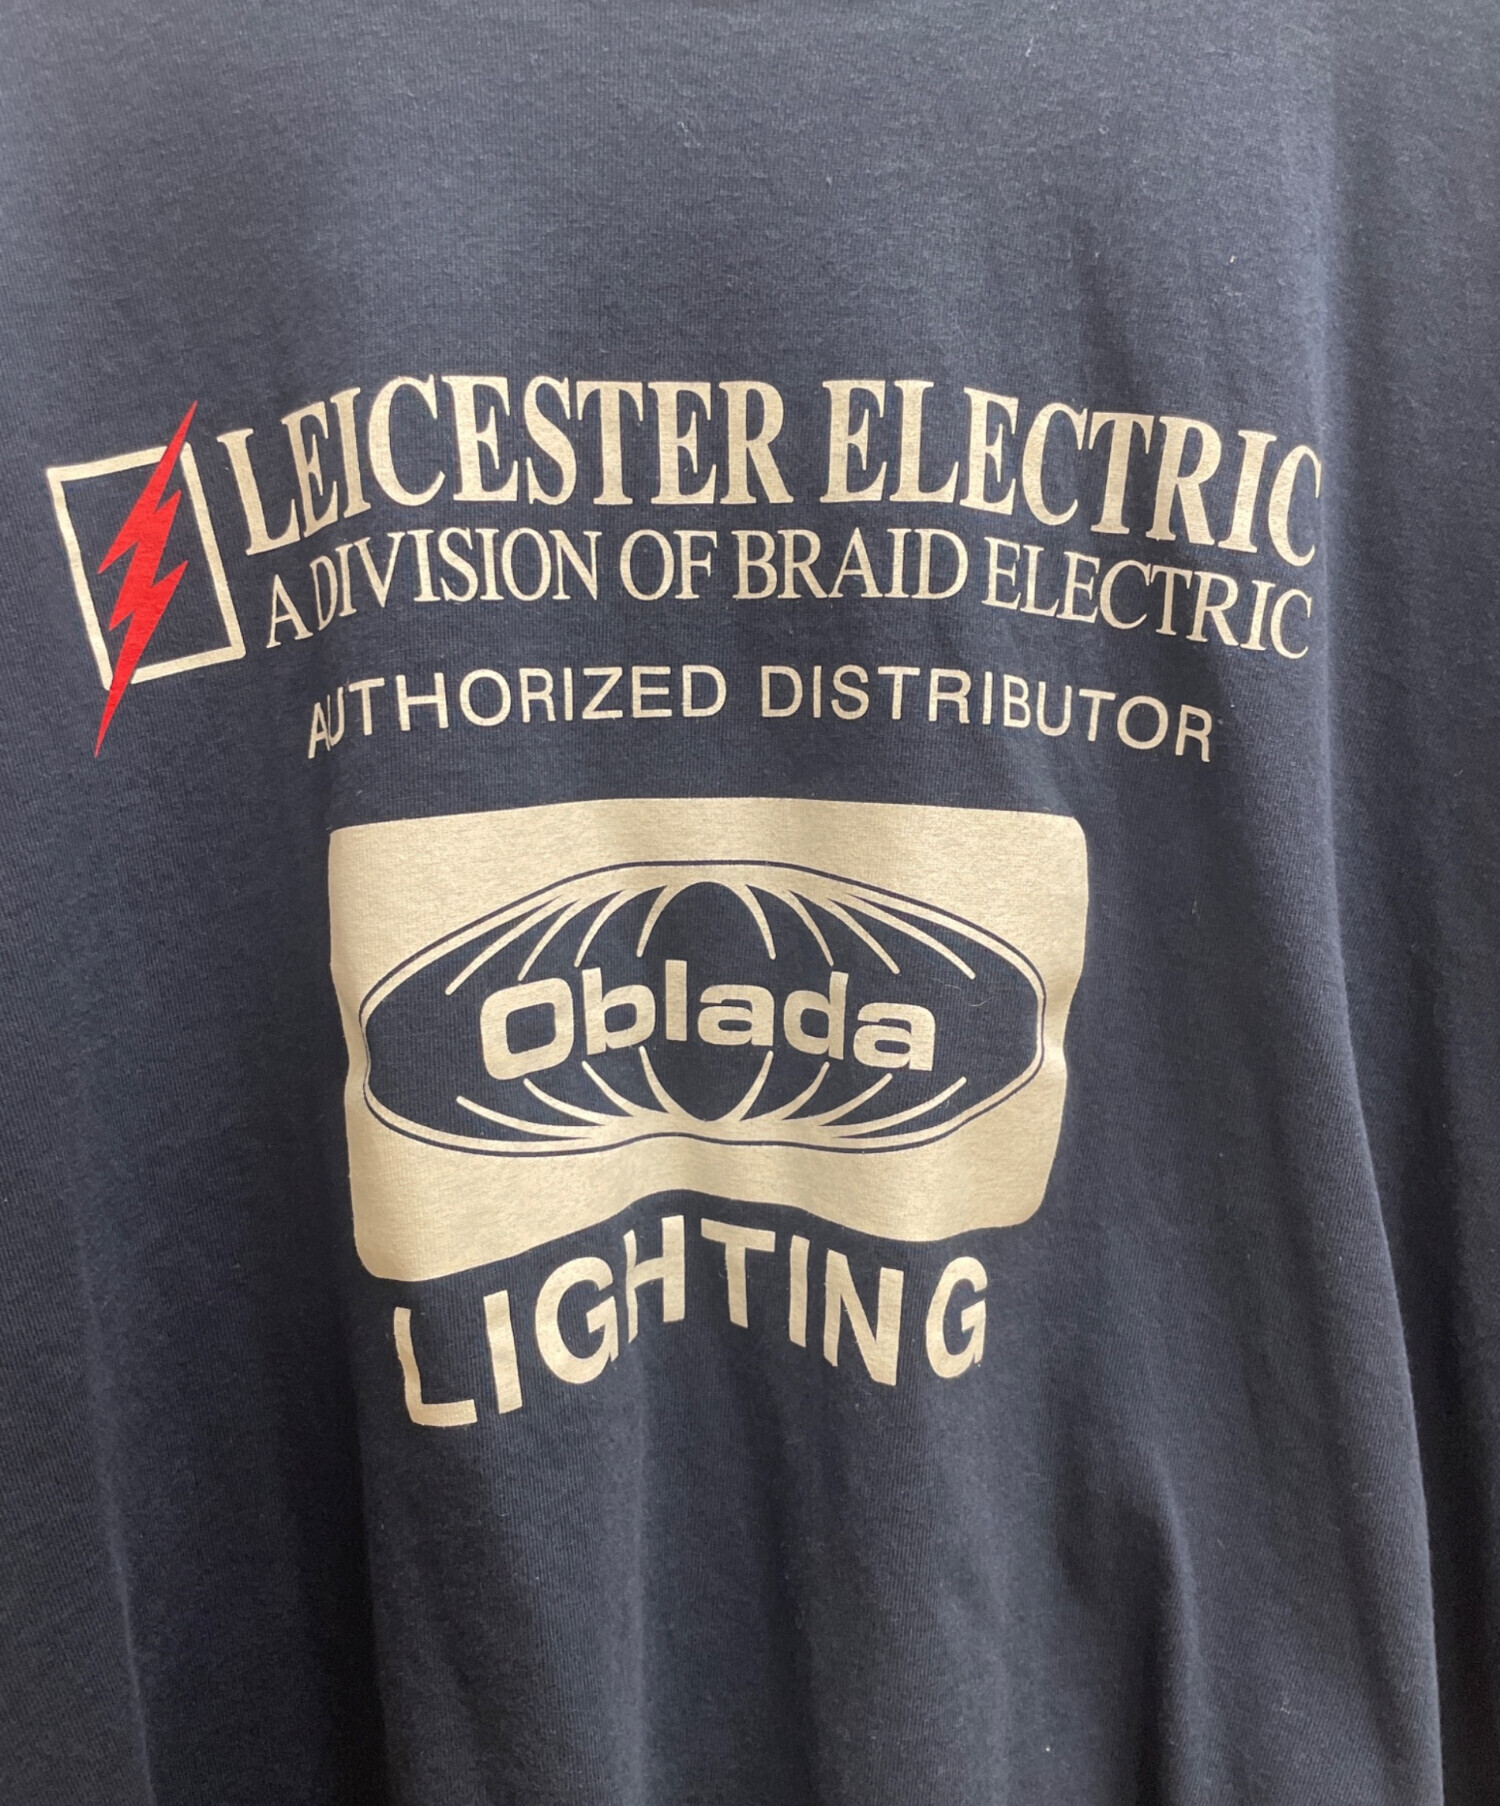 LEICESTER ELECTRIC
A DIVISION OF BRAID ELECTRIC
AUTHORIZED DISTRIBUTOR
Oblada
LIGHTING